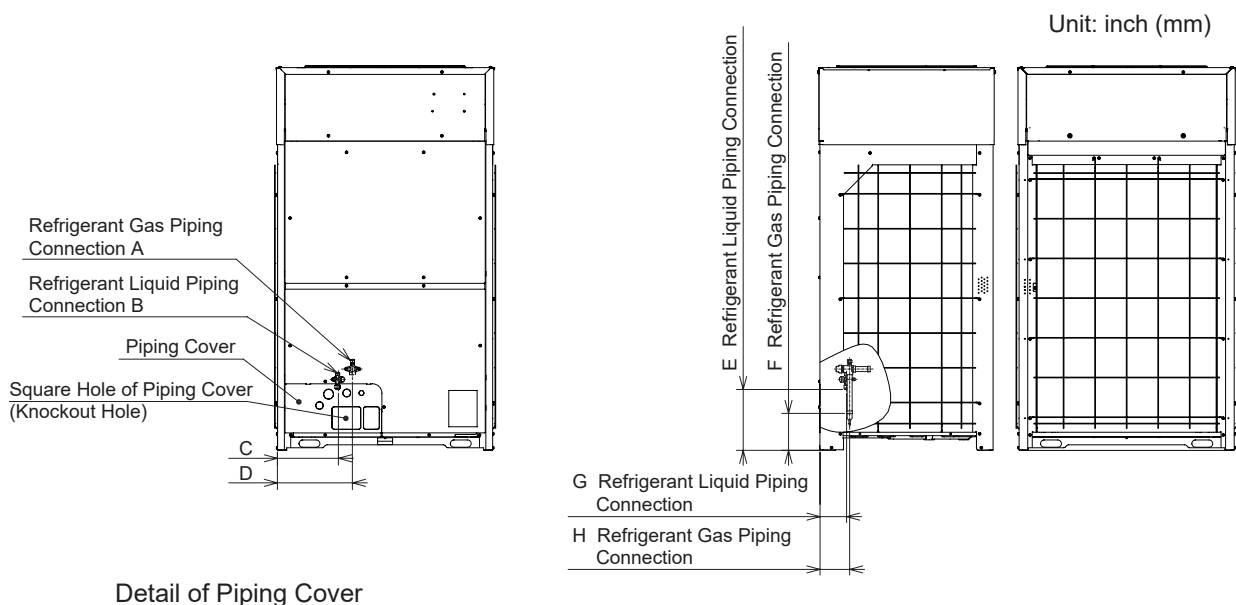 Unit: inch (mm)
E Refrigerant Liquid Piping Connection
F Refrigerant Gas Piping Connection
Refrigerant Gas Piping
Connection A
Refrigerant Liquid Piping
Connection B
Piping Cover
Square Hole of Piping Cover
(Knockout Hole)
C
D
G Refrigerant Liquid Piping
Connection
H Refrigerant Gas Piping
Connection
Detail of Piping Cover